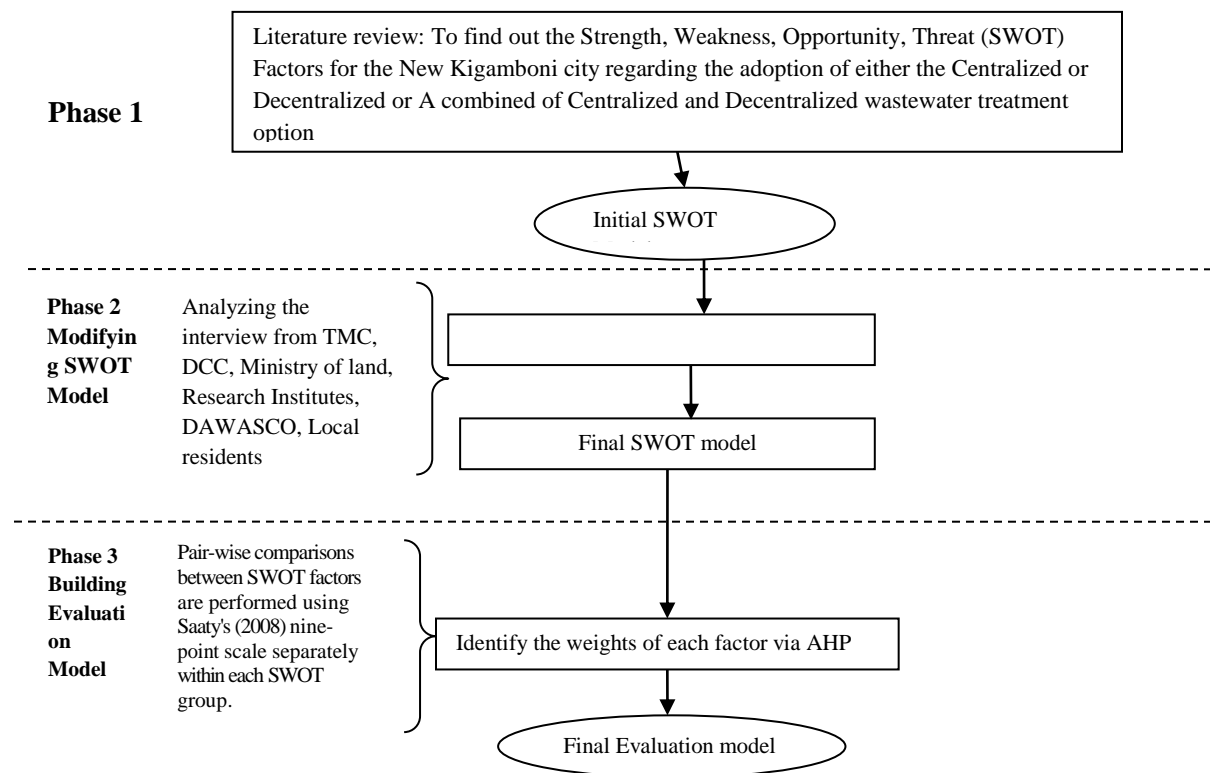 Literature review: To find out the Strength, Weakness, Opportunity, Threat (SWOT)
Factors for the New Kigamboni city regarding the adoption of either the Centralized or
Decentralized or A combined of Centralized and Decentralized wastewater treatment
option
Phase 1
Initial SWOT
Phase 2
Modifyin
g SWOT
Model
Analyzing the
interview from TMC,
DCC, Ministry of land,
Research Institutes,
DAWASCO, Local
residents
Final SWOT model
Phase 3
Building
Evaluati
on
Model
Pair-wise comparisons
between SWOT factors
are performed using
Saaty's (2008) nine-
point scale separately
within each SWOT
group.
Identify the weights of each factor via AHP
Final Evaluation model